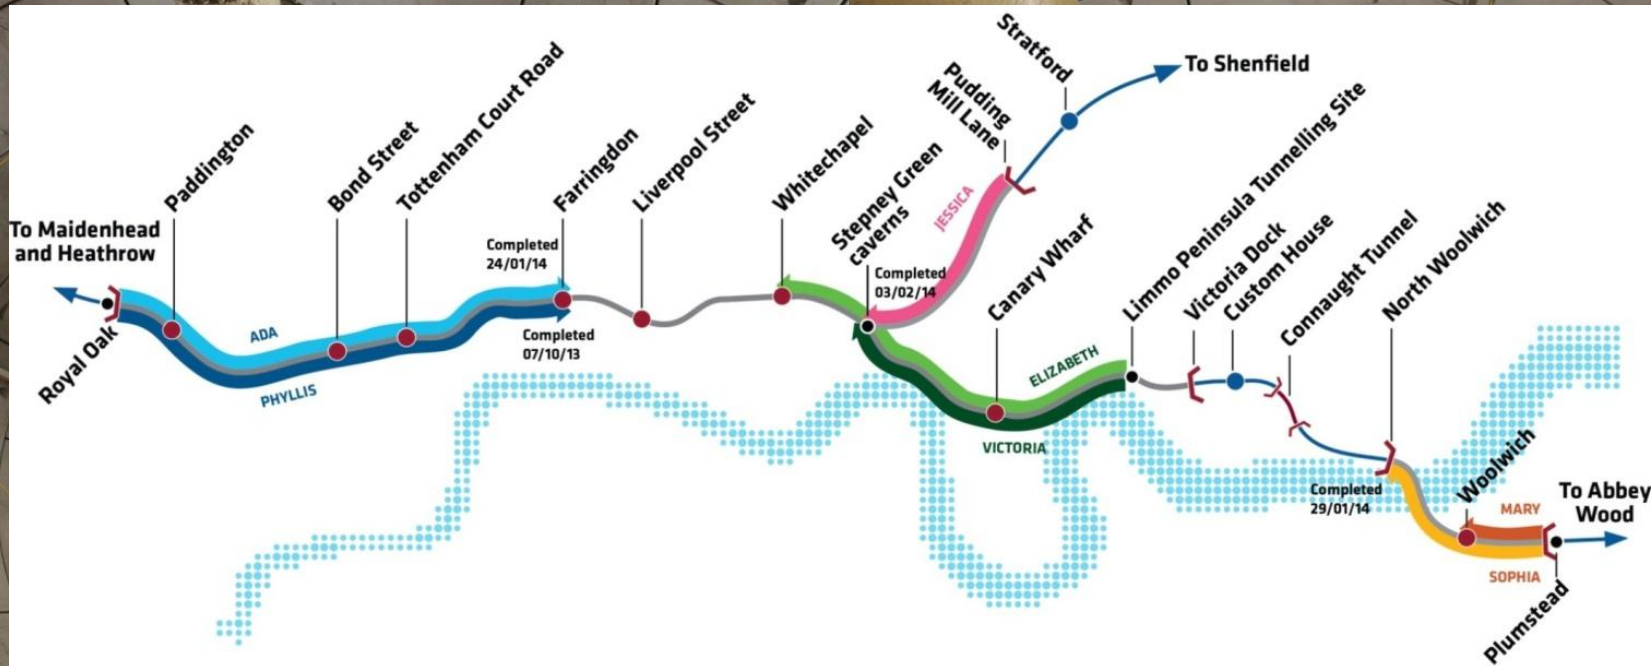 To Maidenhead
and Heathrow
Royal Oak
Paddington
ADA
PHYLLIS
Bond Street
Tottenham Court Road
Completed
24/01/14
Farringdon
Completed
07/10/13
Liverpool Street
Whitechapel
Stepney Green
caverns
Completed
03/02/14
JESSICA
Pudding
Mill Lane
Stratford
To Shenfield
Canary Wharf
ELIZABETH
VICTORIA
Limmo Peninsula Tunnelling Site
Victoria Dock
Custom House
Connaught Tunnel
North Woolwich
Completed
29/01/14
Woolwich
MARY
SOPHIA
To Abbey
Wood
Plumstead